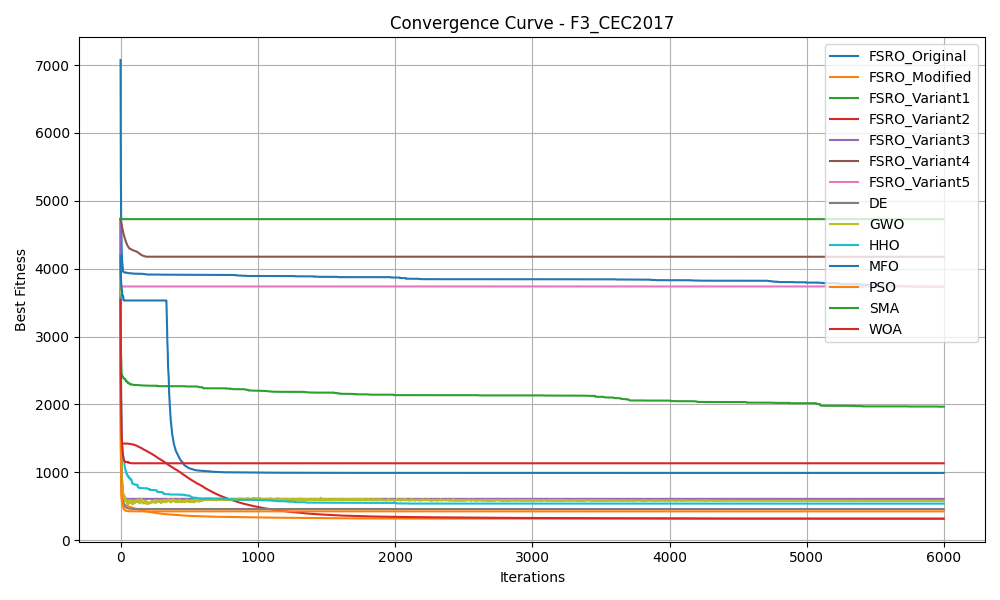 Convergence Curve - F3_CEC2017
Best Fitness
7000
6000
5000
4000
3000
2000
1000
0
0
1000
2000
3000
4000
5000
6000
Iterations
FSRO_Original
FSRO_Modified
FSRO_Variant1
FSRO_Variant2
FSRO_Variant3
FSRO_Variant4
FSRO_Variant5
DE
GWO
HHO
MFO
PSO
SMA
WOA